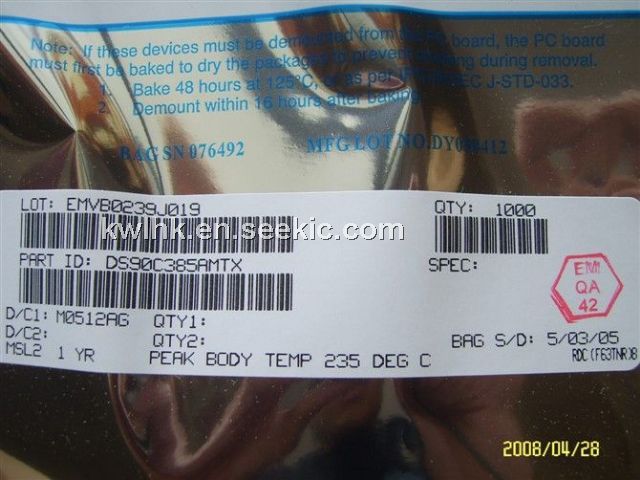 Note: If these devices must be demounted from the PC board, the PC board
must first be baked to dry the packages to prevent cracking during removal.
1. Bake 48 hours at 125°C, or as per IPC/JEDEC J-STD-033.
2. Demount within 16 hours after baking.
BAG SN 076492 MFG LOT NO.
LOT: EMVB0239J019 QTY: 1000
kwlhk.en.seekic.com
PART ID: DS90C385AMTX SPEC:
EM
QA
42
D/C1: M0512AG QTY1:
D/C2: QTY2: BAG S/D: 5/03/05
MSL2 1 YR PEAK BODY TEMP 235 DEG C RDC(F63TNR)8
2008/04/28